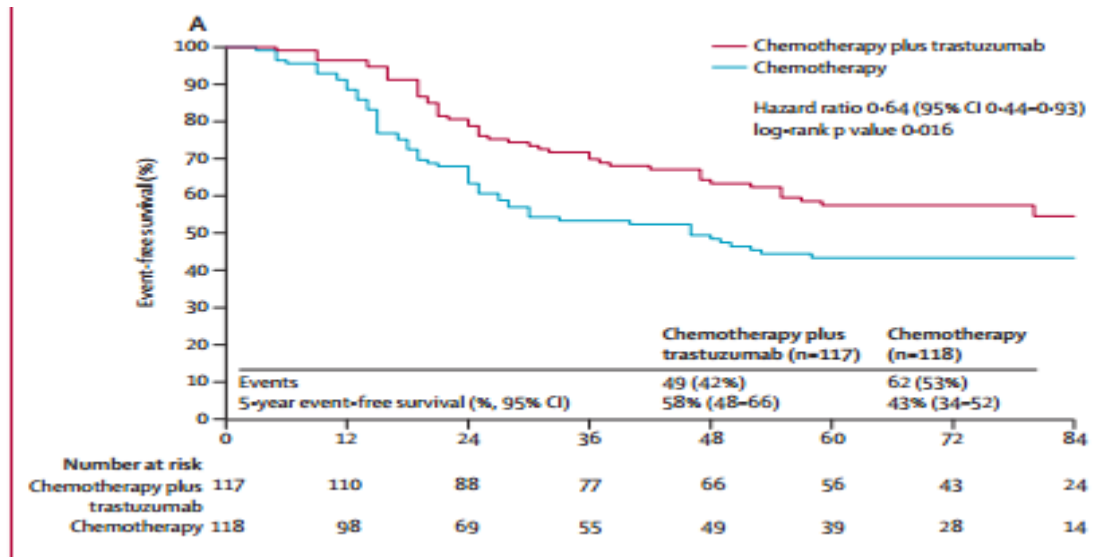 A
100
90
80
70
60
50
40
30
20
10
0
Event-free survival (%)
Chemotherapy plus trastuzumab
Chemotherapy
Hazard ratio 0·64 (95% CI 0·44–0·93)
log-rank p value 0·016
Chemotherapy plus Chemotherapy
trastuzumab (n=117) (n=118)
Events 49 (42%) 62 (53%)
5-year event-free survival (%, 95% CI) 58% (48–66) 43% (34–52)
0 12 24 36 48 60 72 84
Number at risk
Chemotherapy plus 117 110 88 77 66 56 43 24
trastuzumab
Chemotherapy 118 98 69 55 49 39 28 14